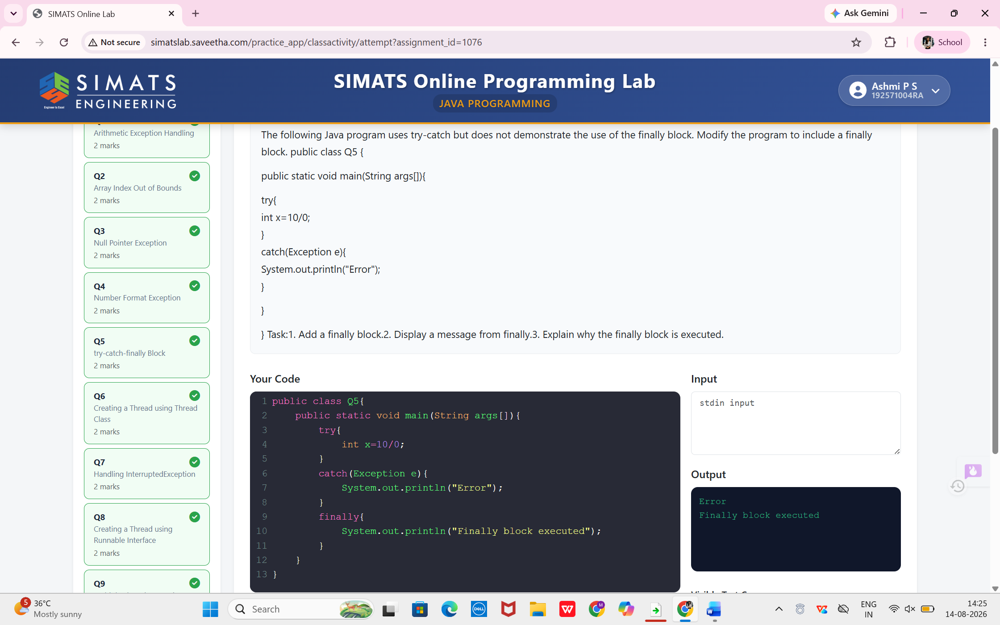 SIMATS Online Lab
Ask Gemini
Not secure
simatslab.saveetha.com/practice_app/classactivity/attempt?assignment_id=1076
School
SIMATS
ENGINEERING
Engineer to Excel
SIMATS Online Programming Lab
JAVA PROGRAMMING
Ashmi P S
192571004RA
Arithmetic Exception Handling
2 marks
Q2
Array Index Out of Bounds
2 marks
Q3
Null Pointer Exception
2 marks
Q4
Number Format Exception
2 marks
Q5
try-catch-finally Block
2 marks
Q6
Creating a Thread using Thread
Class
2 marks
Q7
Handling InterruptedException
2 marks
Q8
Creating a Thread using
Runnable Interface
2 marks
Q9
The following Java program uses try-catch but does not demonstrate the use of the finally block. Modify the program to include a finally
block. public class Q5 {
public static void main(String args[]){
try{
int x=10/0;
}
catch(Exception e){
System.out.println("Error");
}
}
} Task:1. Add a finally block.2. Display a message from finally.3. Explain why the finally block is executed.
Your Code
1 public class Q5{
2 public static void main(String args[]){
3 try{
4 int x=10/0;
5 }
6 catch(Exception e){
7 System.out.println("Error");
8 }
9 finally{
10 System.out.println("Finally block executed");
11 }
12 }
13 }
Input
stdin input
Output
Error
Finally block executed
5
36°C
Mostly sunny
Search
DELL
M
W
ENG
IN
14:25
14-08-2026